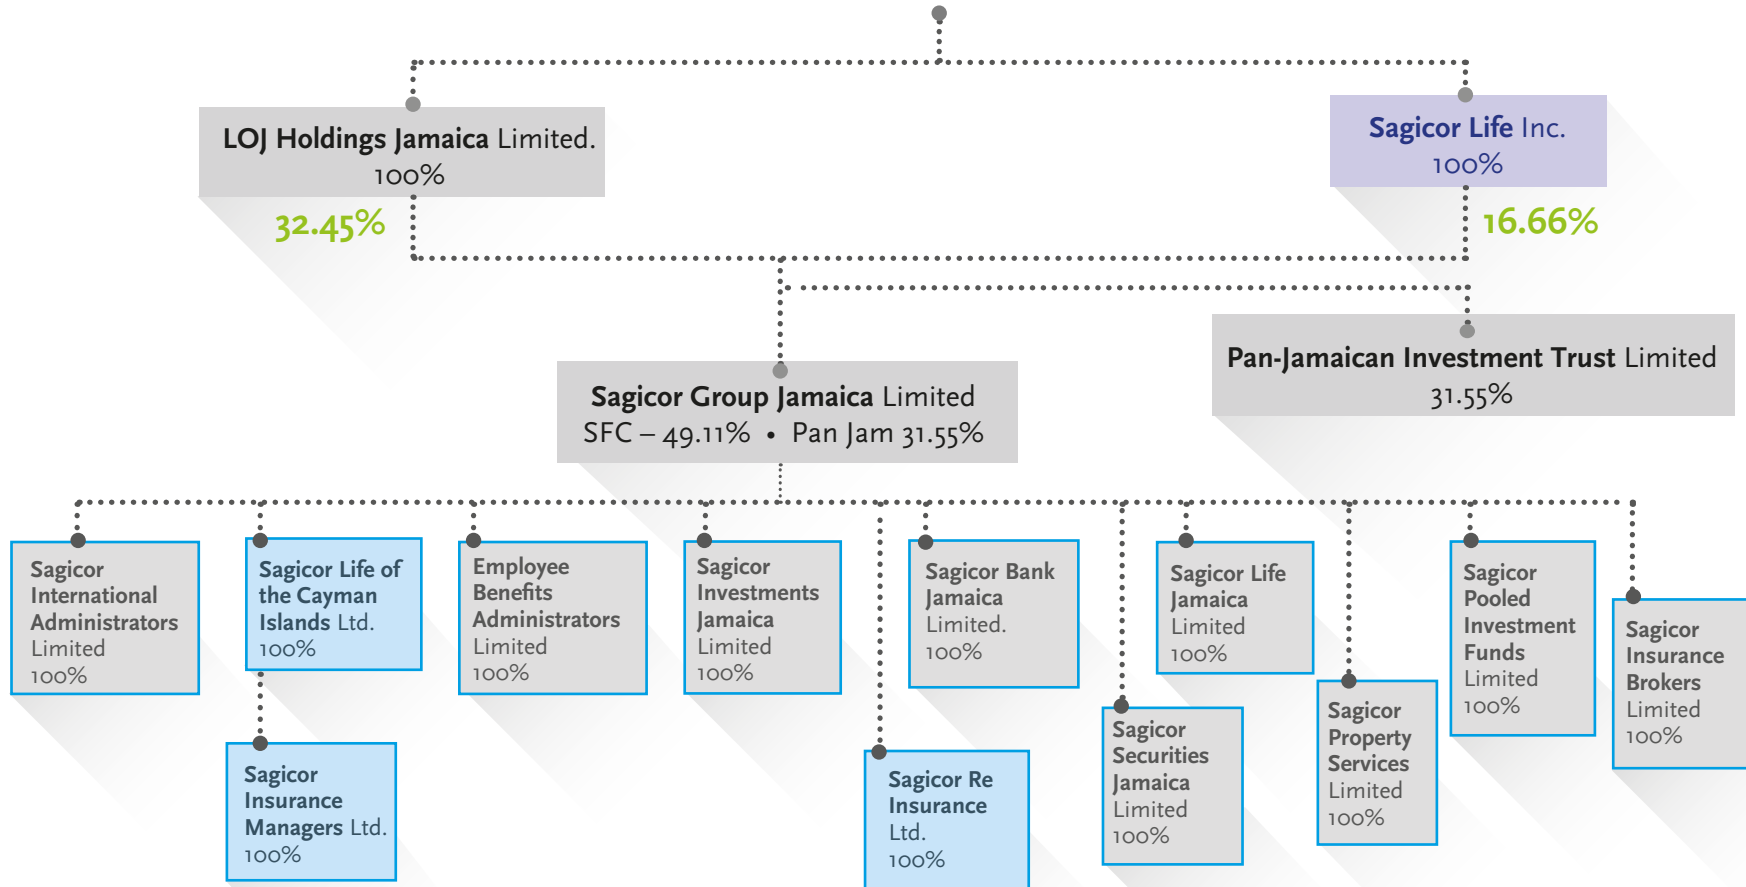 LOJ Holdings Jamaica Limited.
100%
Sagicor Life Inc.
100%
32.45%
16.66%
Pan-Jamaican Investment Trust Limited
31.55%
Sagicor Group Jamaica Limited
SFC – 49.11% • Pan Jam 31.55%
Sagicor
International
Administrators
Limited
100%
Sagicor Life of
the Cayman
Islands Ltd.
100%
Employee
Benefits
Administrators
Limited
100%
Sagicor
Investments
Jamaica
Limited
100%
Sagicor Bank
Jamaica
Limited.
100%
Sagicor Life
Jamaica
Limited
100%
Sagicor
Pooled
Investment
Funds
Limited
100%
Sagicor
Insurance
Brokers
Limited
100%
Sagicor
Insurance
Managers Ltd.
100%
Sagicor Re
Insurance
Ltd.
100%
Sagicor
Securities
Jamaica
Limited
100%
Sagicor
Property
Services
Limited
100%